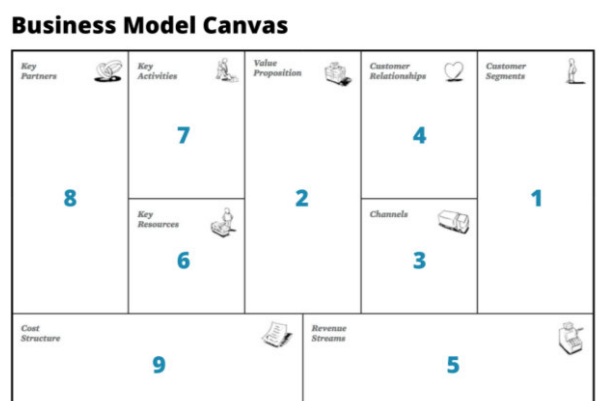 Business Model Canvas
Key
Partners
8
Key
Activities
7
Key
Resources
6
Value
Proposition
2
Customer
Relationships
4
Channels
3
Customer
Segments
1
Cost
Structure
9
Revenue
Streams
5